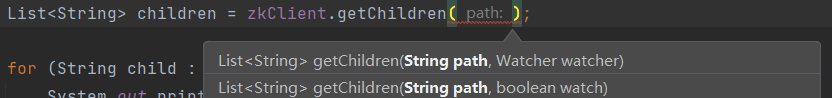 List<String> children = zkClient.getChildren( path: );
List<String> getChildren(String path, Watcher watcher)
for (String child :
List<String> getChildren(String path, boolean watch)
System.out.print